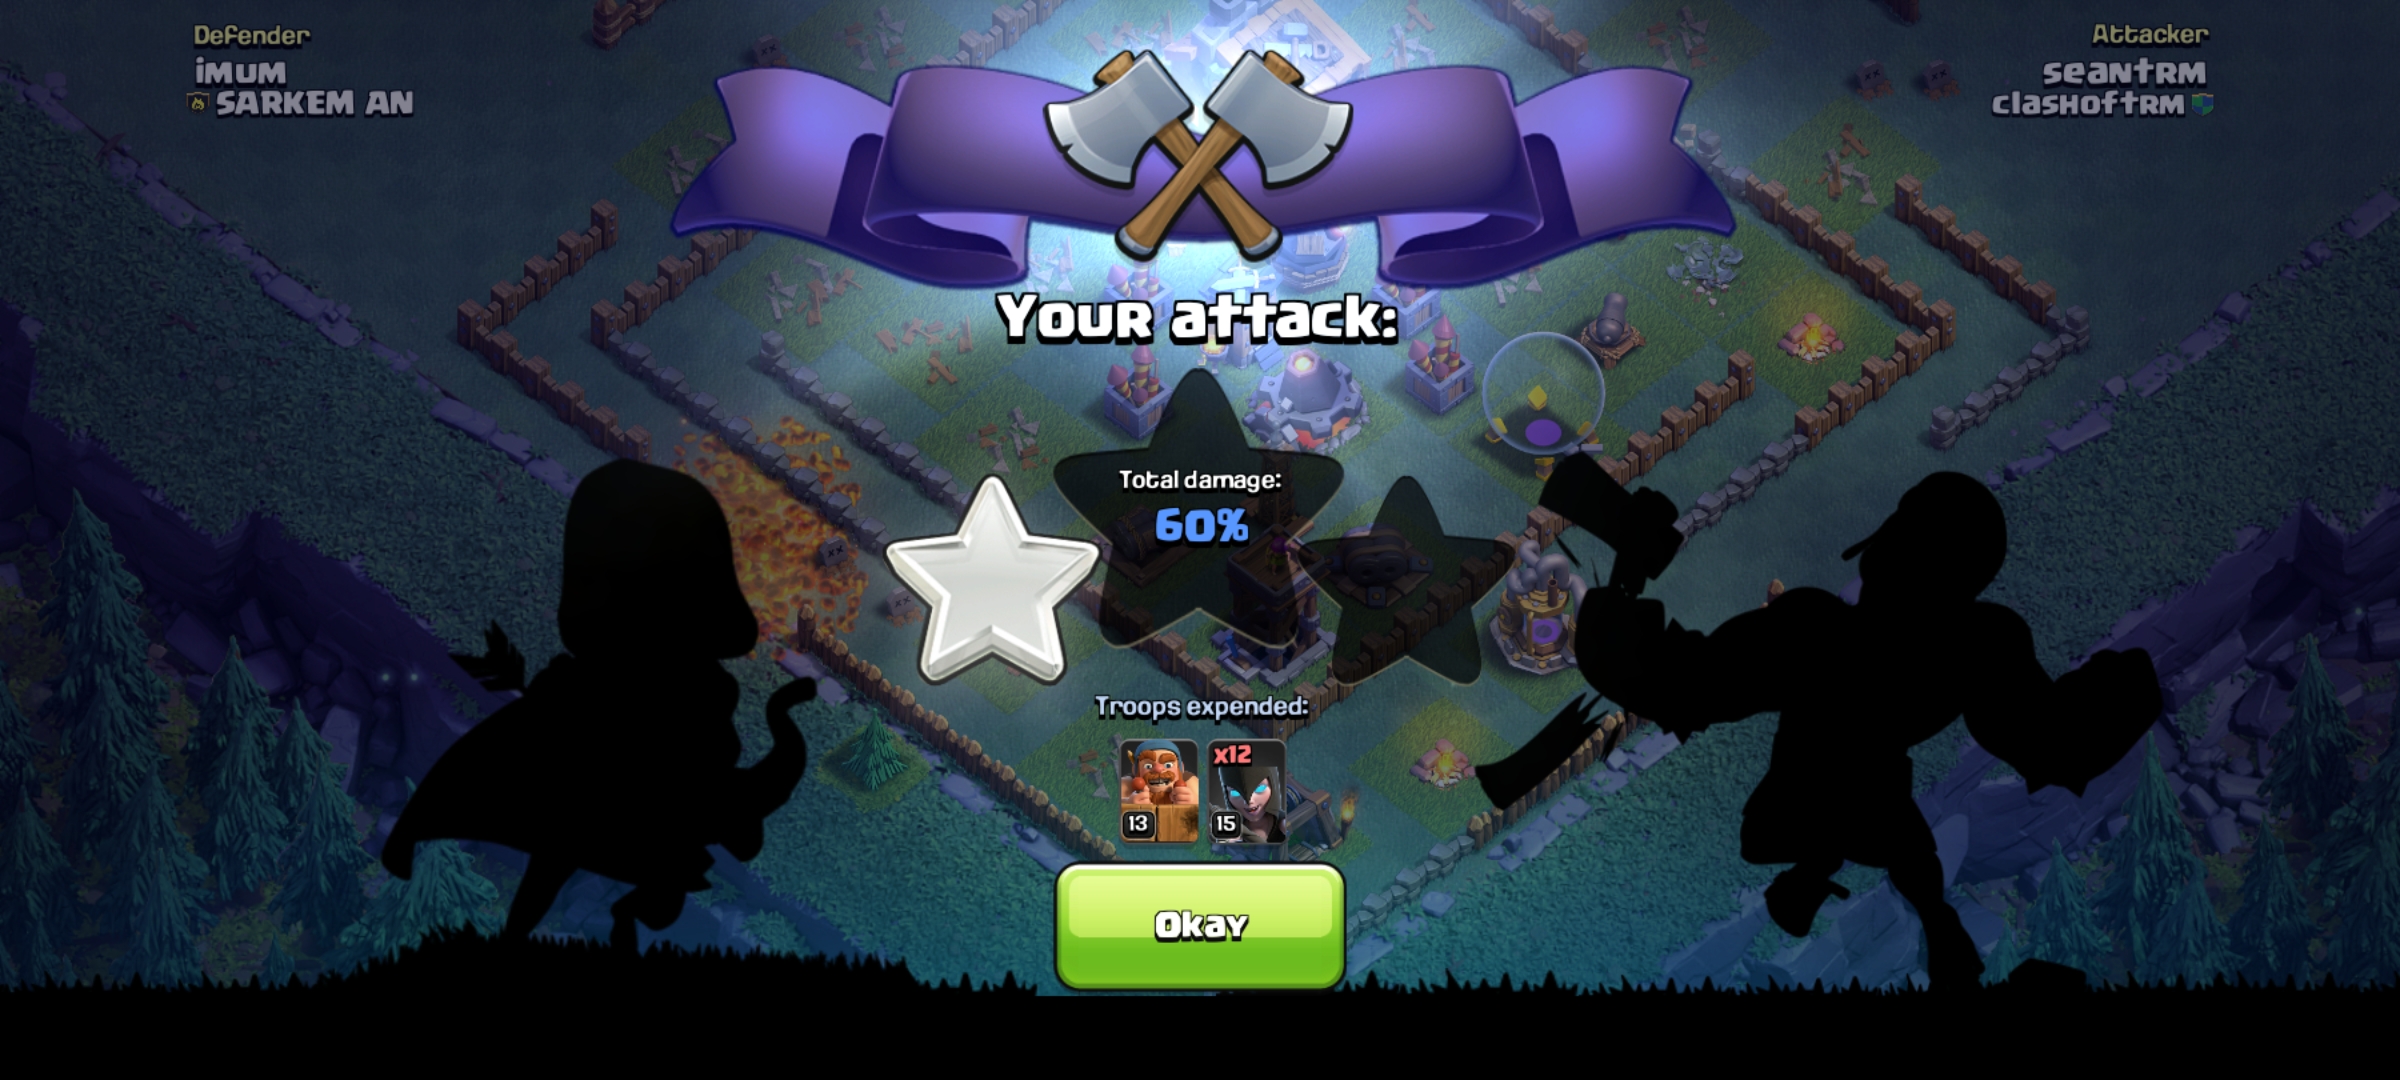 Defender
iMUM
SARKEM AN
Attacker
seantRM
clashoftRM
Your attack:
Total damage:
60%
Troops expended:
x12
13
15
Okay